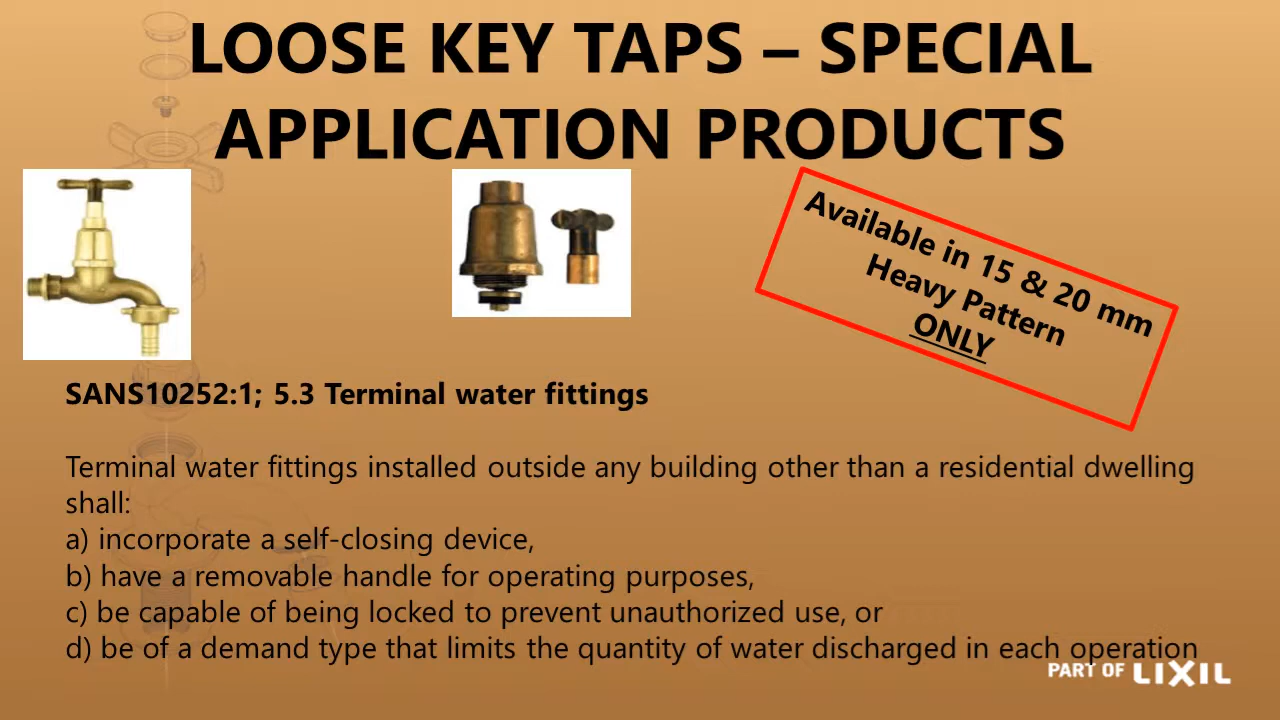 LOOSE KEY TAPS – SPECIAL
APPLICATION PRODUCTS
Available in 15 & 20 mm
Heavy Pattern
ONLY
SANS10252:1; 5.3 Terminal water fittings
Terminal water fittings installed outside any building other than a residential dwelling
shall:
a) incorporate a self-closing device,
b) have a removable handle for operating purposes,
c) be capable of being locked to prevent unauthorized use, or
d) be of a demand type that limits the quantity of water discharged in each operation
PART OF LIXIL